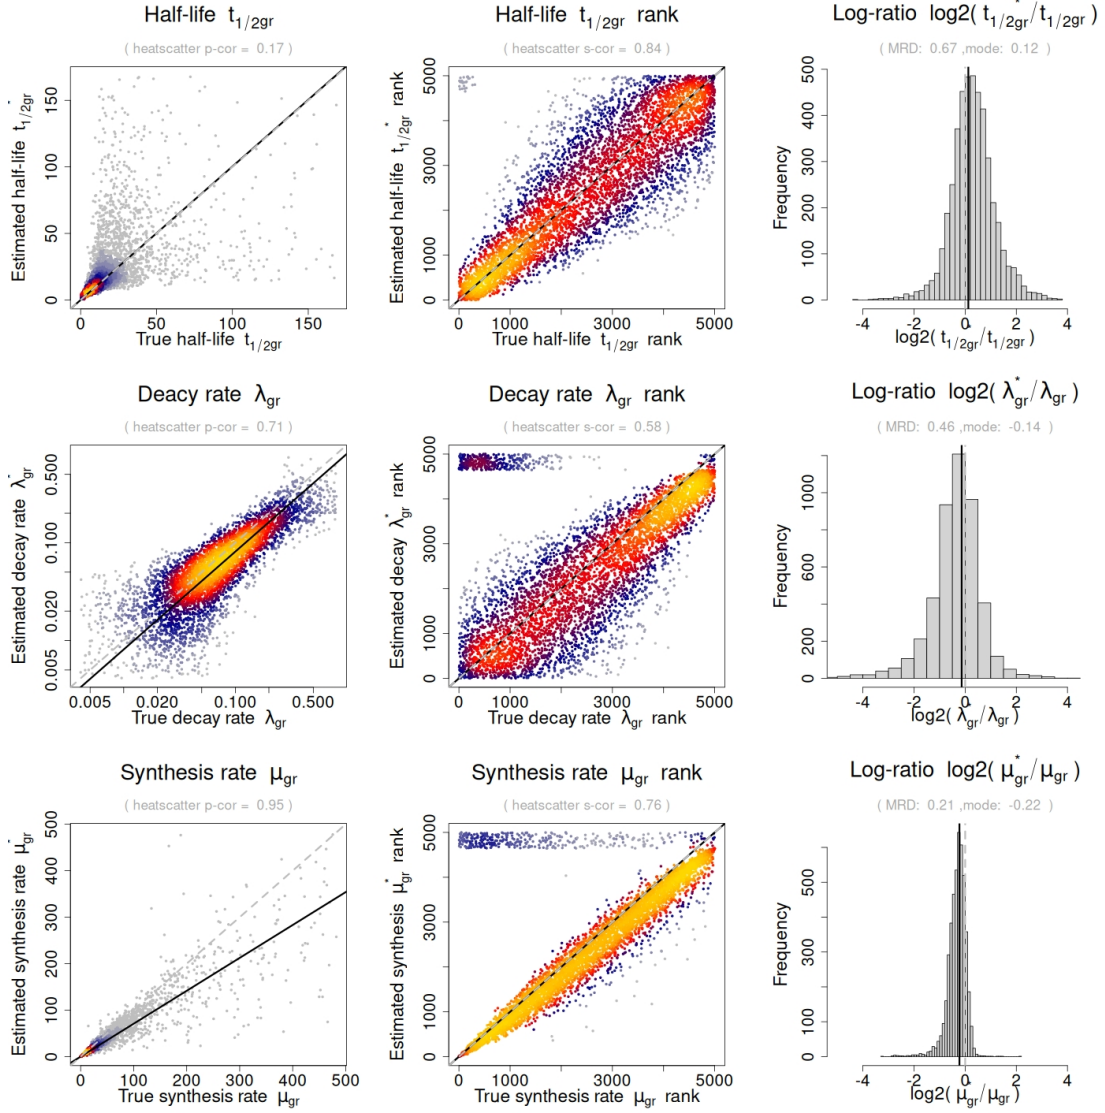 Half-life t1/2gr
( heatscatter p-cor = 0.17 )
Estimated half-life t*1/2gr
150
100
50
0
0 50 100 150
True half-life t1/2gr
Half-life t1/2gr rank
( heatscatter s-cor = 0.84 )
Estimated half-life t*1/2gr rank
5000
3000
1000
0
0 1000 3000 5000
True half-life t1/2gr rank
Log-ratio log2( t*1/2gr/t1/2gr )
( MRD: 0.67 ,mode: 0.12 )
Frequency
500
400
300
200
100
0
-4 -2 0 2 4
log2( t*1/2gr/t1/2gr )
Deacy rate λgr
( heatscatter p-cor = 0.71 )
Estimated decay rate λ*gr
0.500
0.100
0.020
0.005
0.005 0.020 0.100 0.500
True decay rate λgr
Decay rate λgr rank
( heatscatter s-cor = 0.58 )
Estimated decay rate λ*gr rank
5000
3000
1000
0
0 1000 3000 5000
True decay rate λgr rank
Log-ratio log2( λ*gr/λgr )
( MRD: 0.46 ,mode: -0.14 )
Frequency
1000
600
200
0
-4 -2 0 2 4
log2( λ*gr/λgr )
Synthesis rate μgr
( heatscatter p-cor = 0.95 )
Estimated synthesis rate μ*gr
500
400
300
200
100
0
0 100 200 300 400 500
True synthesis rate μgr
Synthesis rate μgr rank
( heatscatter s-cor = 0.76 )
Estimated synthesis μ*gr rank
5000
3000
1000
0
0 1000 3000 5000
True synthesis rate μgr rank
Log-ratio log2( μ*gr/μgr )
( MRD: 0.21 ,mode: -0.22 )
Frequency
500
300
100
0
-4 -2 0 2 4
log2( μ*gr/μgr )